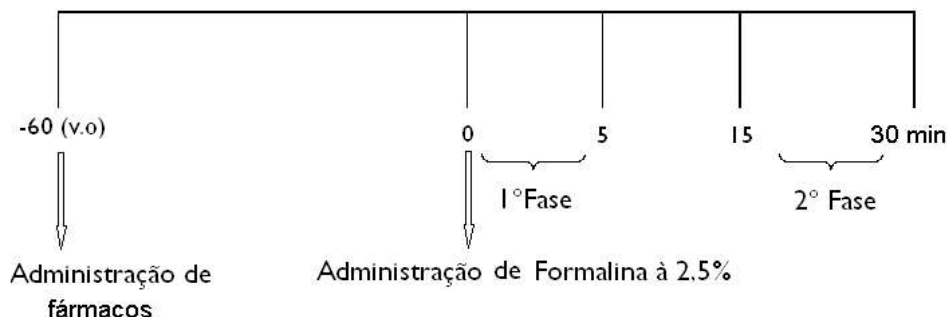 -60 (v.o)
0
5
15
30 min
1°Fase
2° Fase
Administração de
fármacos
Administração de Formalina à 2,5%